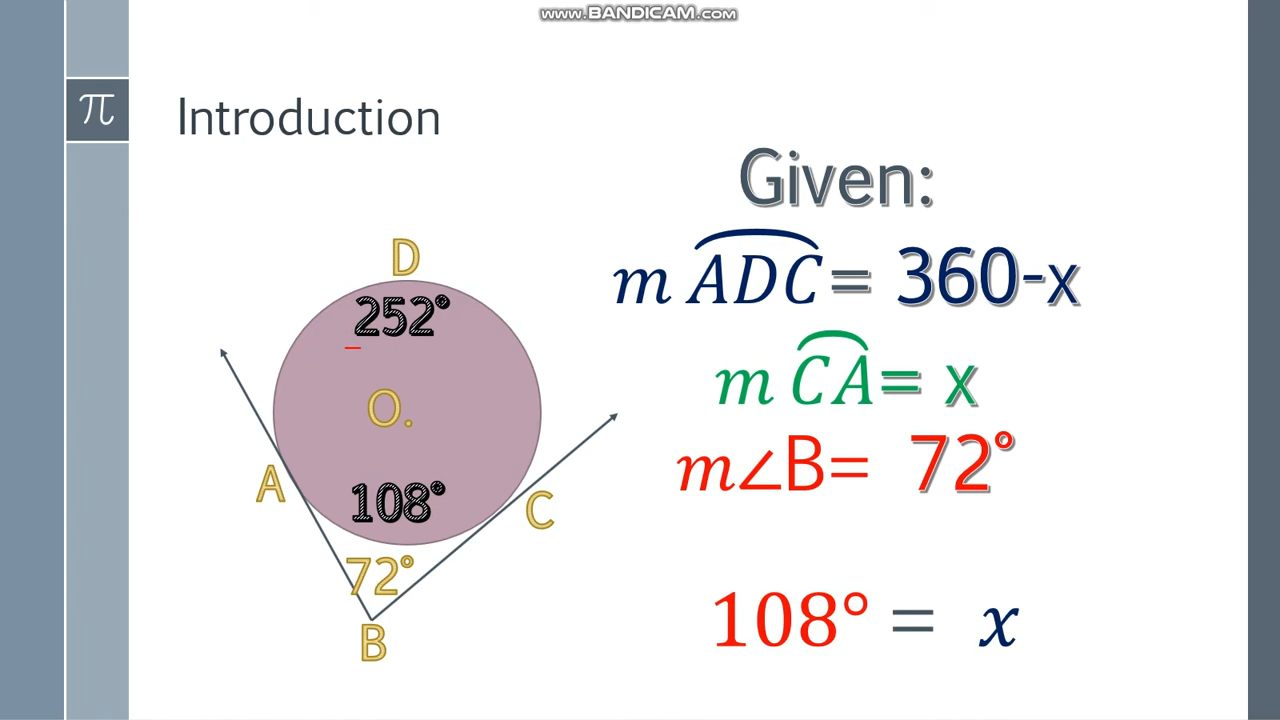 www.BANDICAM.com
π
Introduction
Given:
m ADC = 360-x
m CA = x
m∠B= 72°
108° = x
D
252°
O.
A
108°
C
72°
B